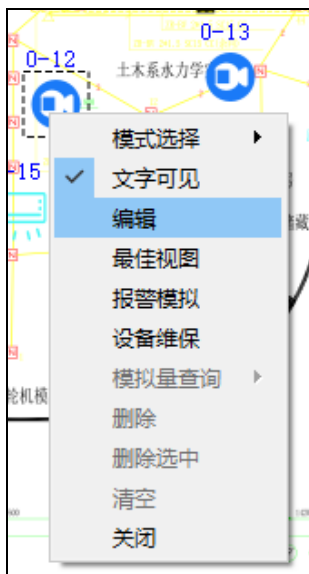 0-13
0-12
土木系水力学
-15
模式选择
文字可见
编辑
最佳视图
报警模拟
设备维保
模拟量查询
轮机模
删除
删除选中
清空
关闭